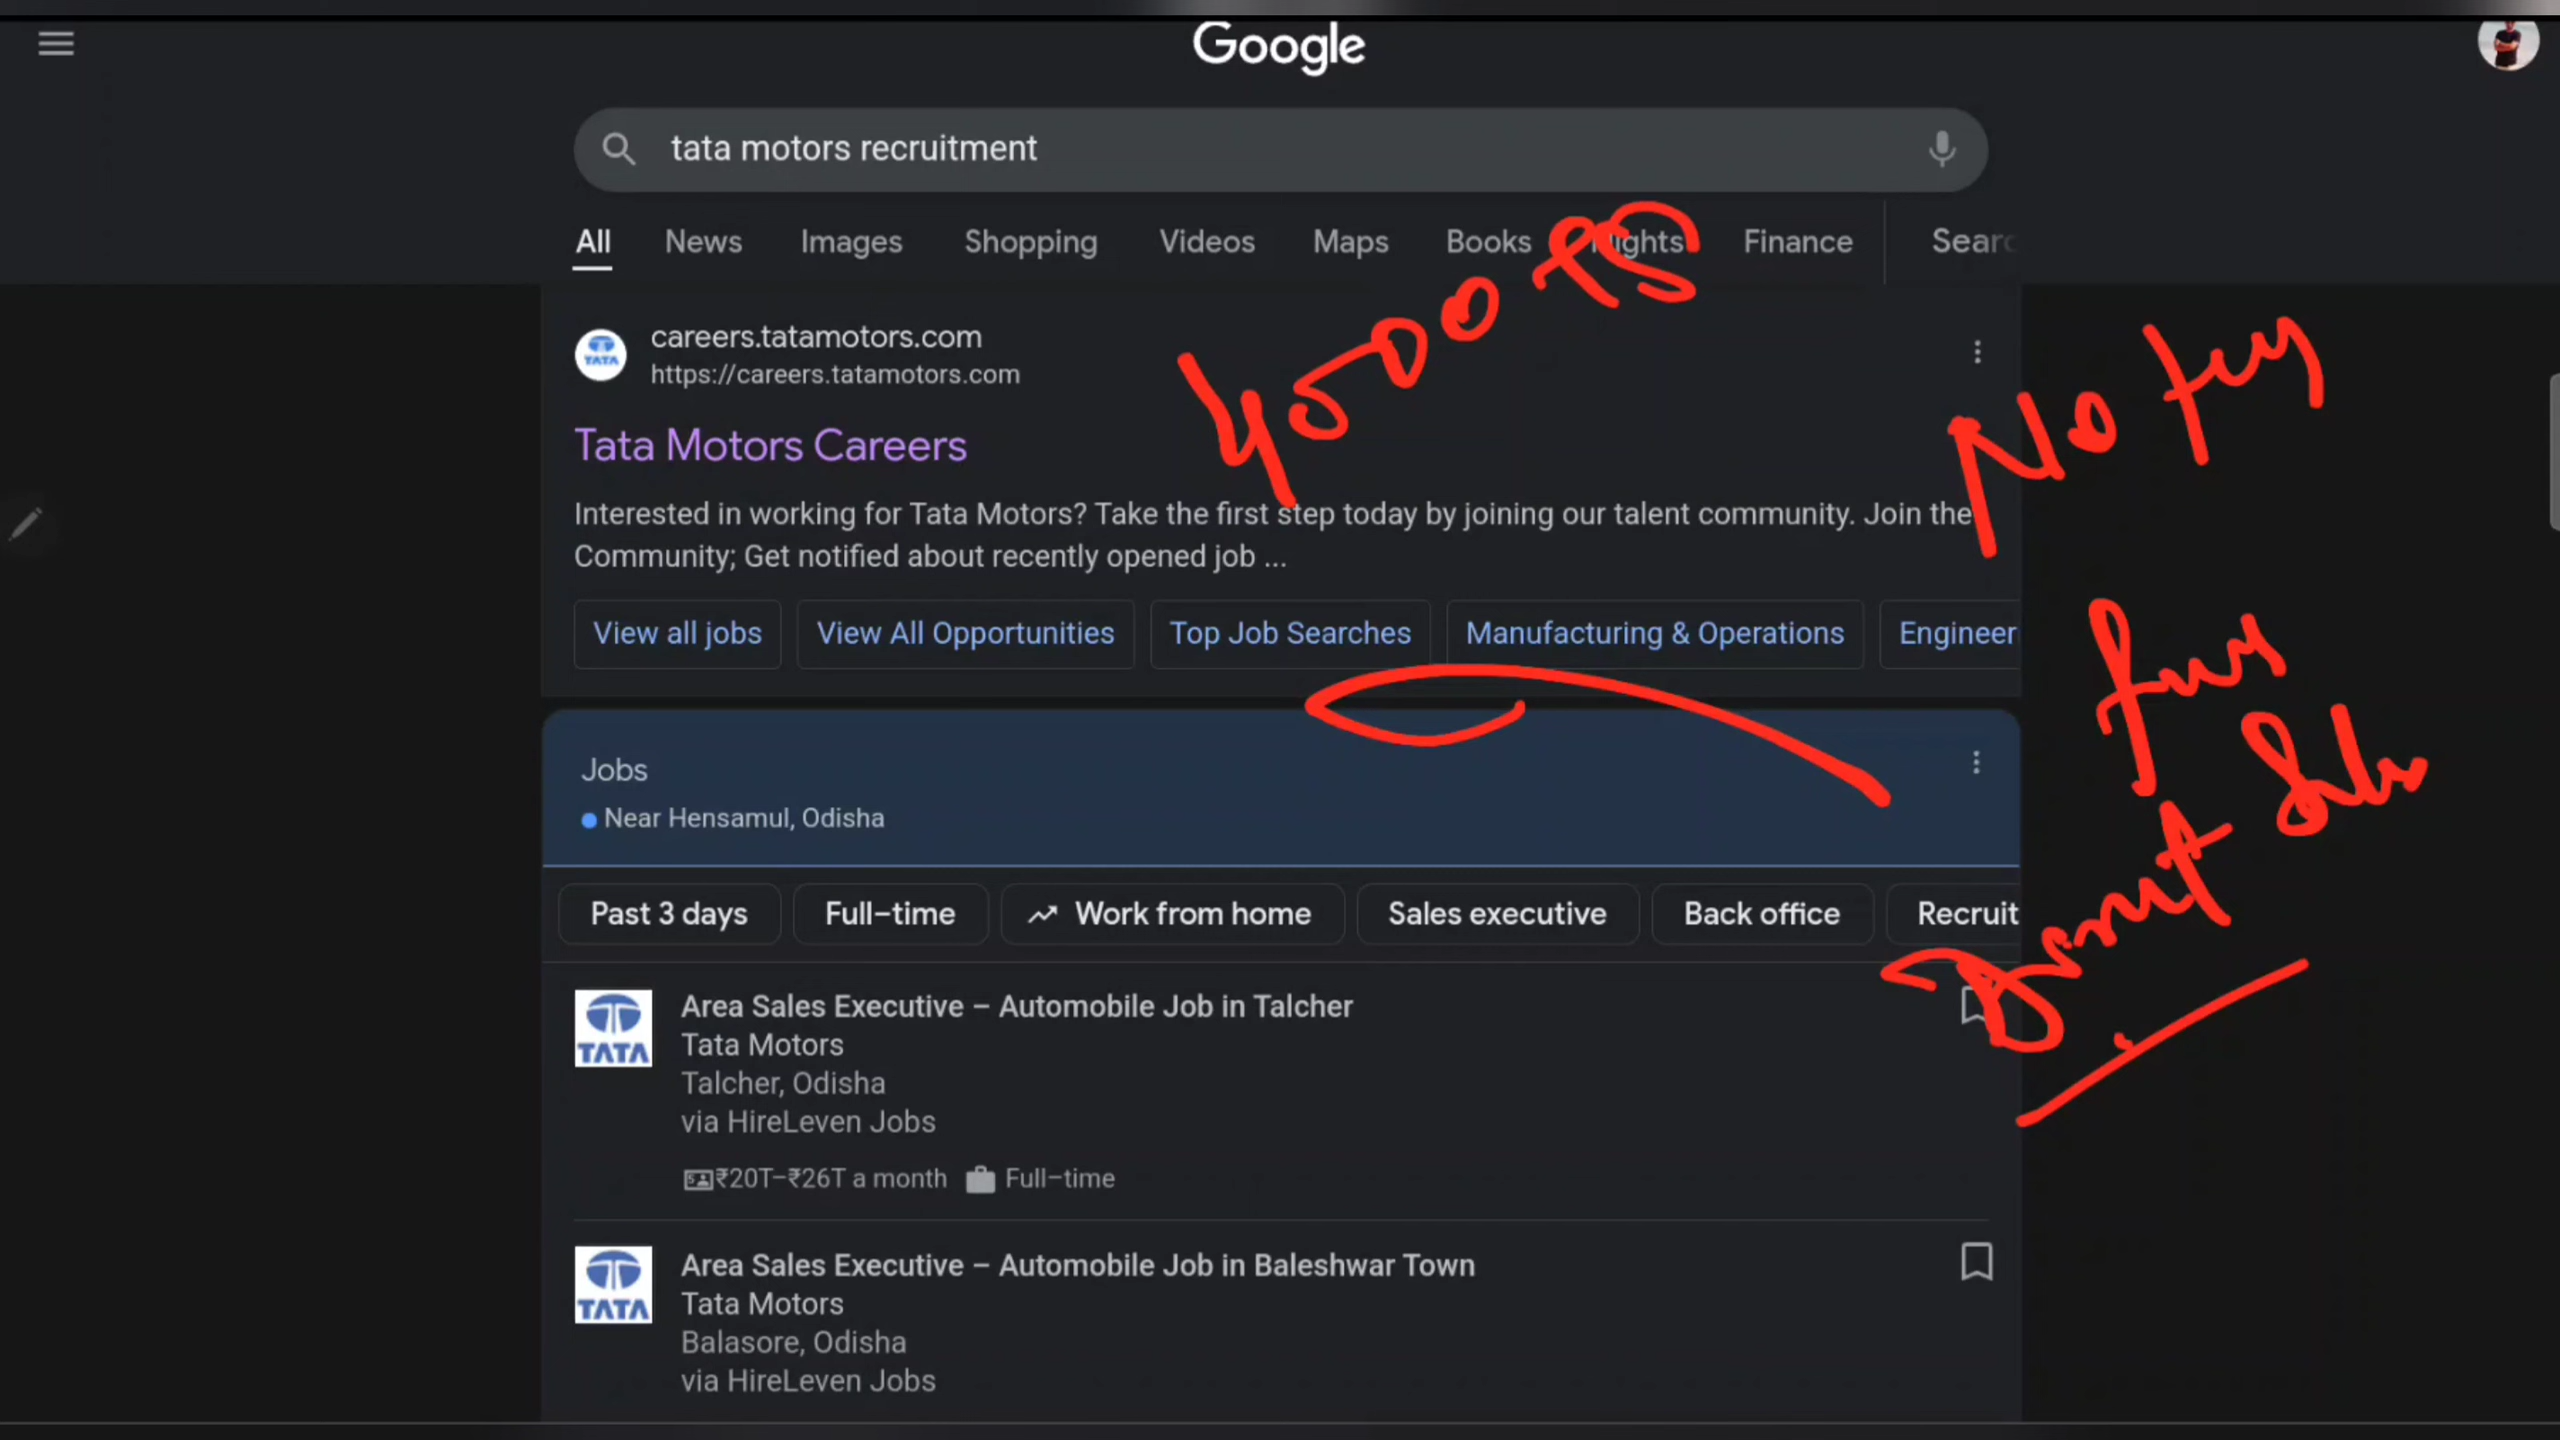 Google
tata motors recruitment
All News Images Shopping Videos Maps Books Finance
TATA
careers.tatamotors.com
https://careers.tatamotors.com
Tata Motors Careers
Interested in working for Tata Motors? Take the first step today by joining our talent community. Join the
Community; Get notified about recently opened job ...
View all jobs View All Opportunities Top Job Searches Manufacturing & Operations Engineer
Jobs
Near Hensamul, Odisha
Past 3 days Full-time Work from home Sales executive Back office Recruit
TATA
Area Sales Executive – Automobile Job in Talcher
Tata Motors
Talcher, Odisha
via HireLeven Jobs
₹20T–₹26T a month Full-time
TATA
Area Sales Executive – Automobile Job in Baleshwar Town
Tata Motors
Balasore, Odisha
via HireLeven Jobs